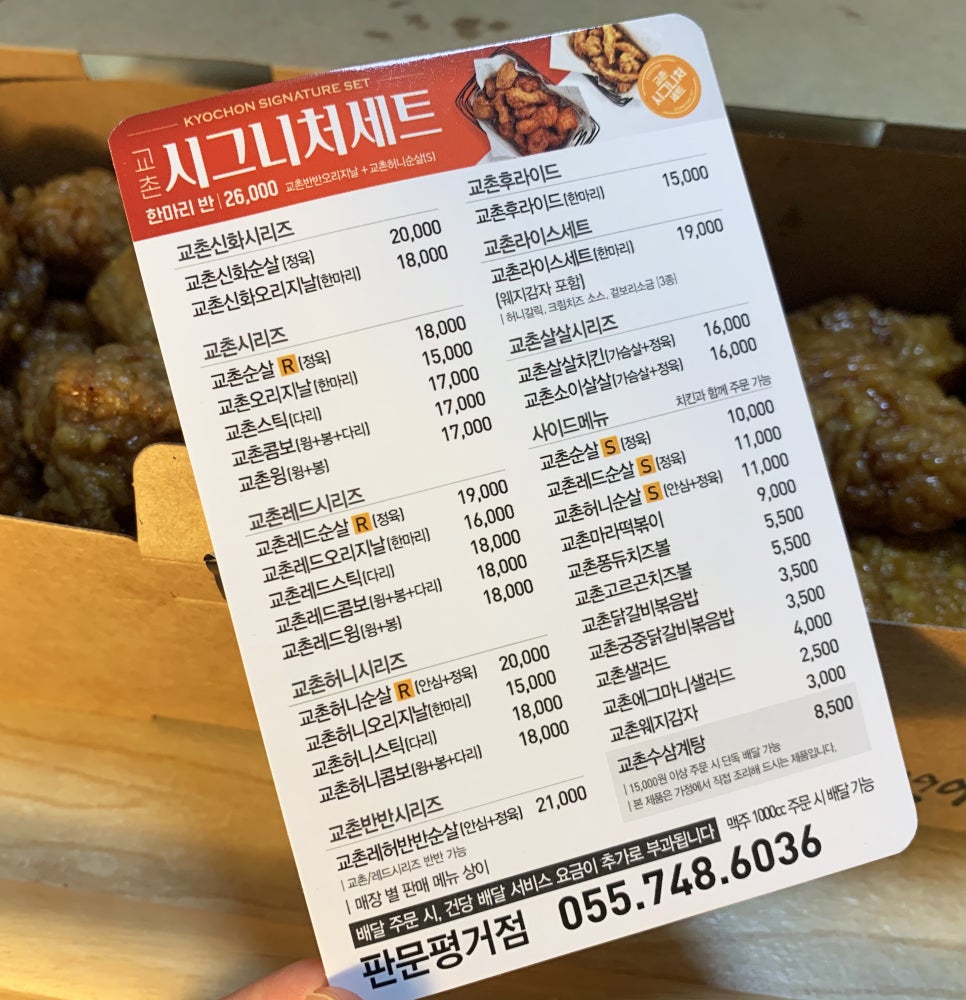 KYOCHON SIGNATURE SET
교촌 시그니처세트
한마리 반 | 26,000 교촌반반오리지날 + 교촌허니순살(S)
교촌 시그니처 세트
교촌신화시리즈
교촌신화순살 (정육) 20,000
교촌신화오리지날(한마리) 18,000
교촌시리즈
교촌순살 R (정육) 18,000
교촌오리지날(한마리) 15,000
교촌스틱(다리) 17,000
교촌콤보(윙+봉+다리) 17,000
교촌윙(윙+봉) 17,000
교촌레드시리즈
교촌레드순살 R (정육) 19,000
교촌레드오리지날(한마리) 16,000
교촌레드스틱(다리) 18,000
교촌레드콤보(윙+봉+다리) 18,000
교촌레드윙(윙+봉) 18,000
교촌허니시리즈
교촌허니순살 R (안심+정육) 20,000
교촌허니오리지날(한마리) 15,000
교촌허니스틱(다리) 18,000
교촌허니콤보(윙+봉+다리) 18,000
교촌반반시리즈
교촌레허반반순살(안심+정육) 21,000
| 교촌/레드시리즈 반반 가능
| 매장 별 판매 메뉴 상이
교촌후라이드
교촌후라이드(한마리) 15,000
교촌라이스세트
교촌라이스세트(한마리) 19,000
(웨지감자 포함)
| 허니갈릭, 크림치즈 소스, 겉보리소금 (3종)
교촌살살시리즈
교촌살살치킨(가슴살+정육) 16,000
교촌소이살살(가슴살+정육) 16,000
사이드메뉴 치킨과 함께 주문 가능
교촌순살 S (정육) 10,000
교촌레드순살 S (정육) 11,000
교촌허니순살 S (안심+정육) 11,000
교촌마라떡볶이 9,000
교촌퐁듀치즈볼 5,500
교촌고르곤치즈볼 5,500
교촌닭갈비볶음밥 3,500
교촌궁중닭갈비볶음밥 3,500
교촌샐러드 4,000
교촌에그마니샐러드 2,500
교촌웨지감자 3,000
교촌수삼계탕 8,500
| 15,000원 이상 주문 시 단독 배달 가능
| 본 제품은 가정에서 직접 조리해 드시는 제품입니다.
배달 주문 시, 건당 배달 서비스 요금이 추가로 부과됩니다 맥주 1000cc 주문 시 배달 가능
판문평거점 055.748.6036